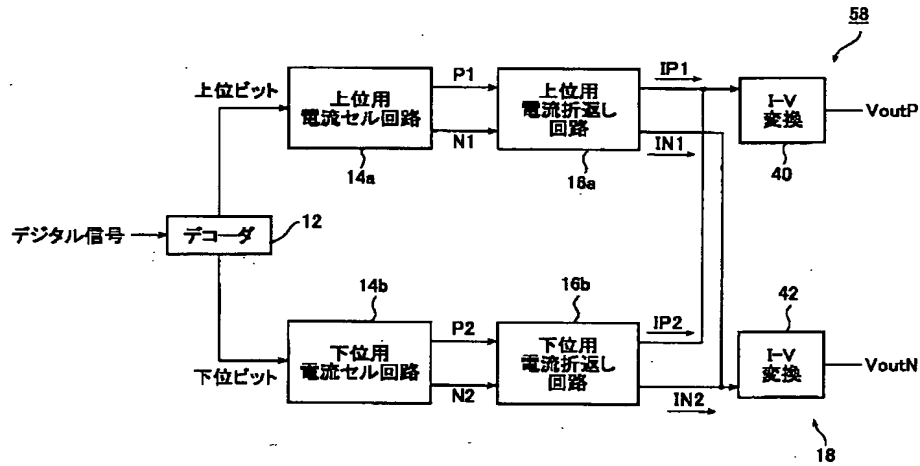 58
上位ビット
上位用
電流セル回路
14a
P1
N1
上位用
電流折返し
回路
16a
IP1
IN1
I-V
変換
40
VoutP
デジタル信号
デコーダ
12
下位ビット
14b
下位用
電流セル回路
P2
N2
16b
下位用
電流折返し
回路
IP2
IN2
42
I-V
変換
VoutN
18